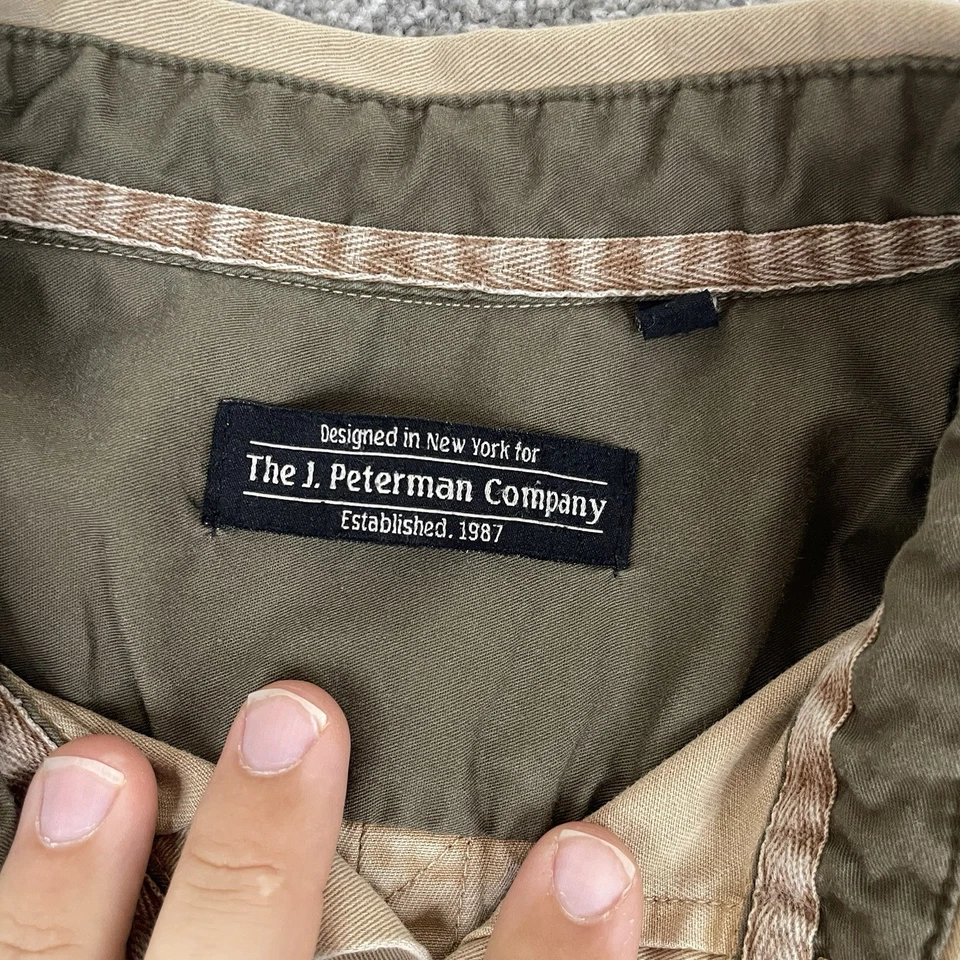 Designed in New York for
The J. Peterman Company
Established. 1987